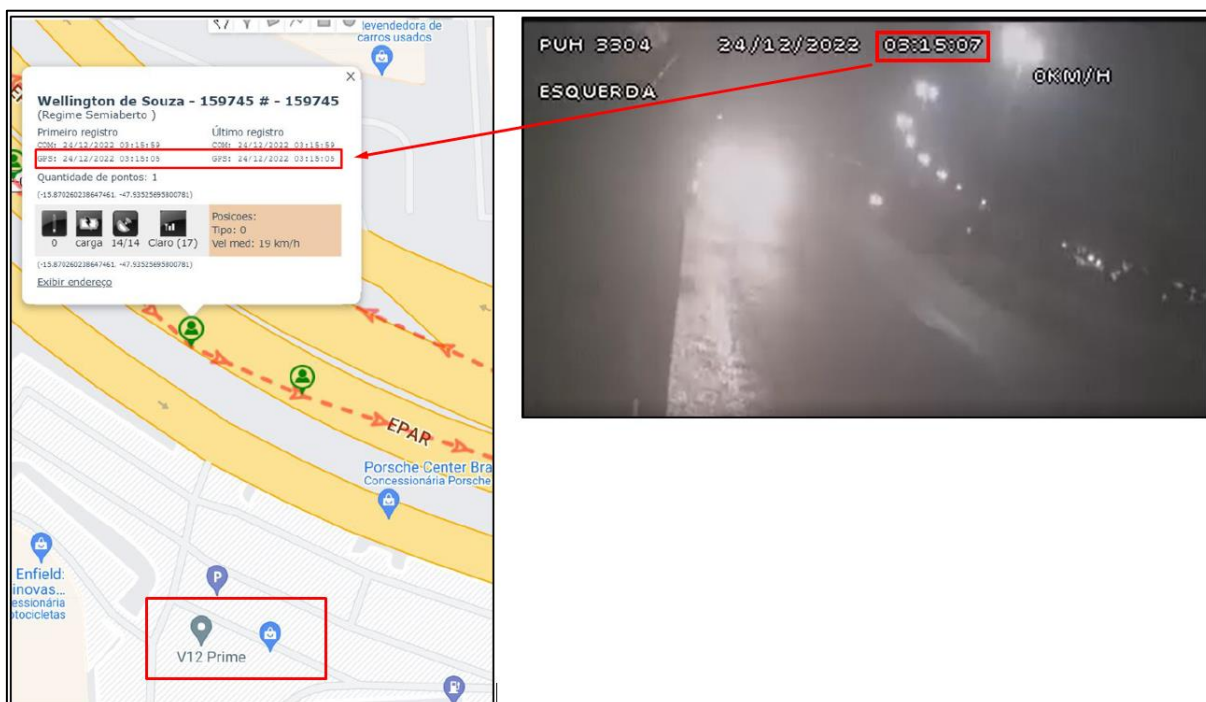 levendedora de
carros usados
X
Wellington de Souza - 159745 # - 159745
(Regime Semiaberto )
Primeiro registro Último registro
COM: 24/12/2022 03:15:59 COM: 24/12/2022 03:15:59
GPS: 24/12/2022 03:15:05 GPS: 24/12/2022 03:15:05
Quantidade de pontos: 1
(-15.870260238647461, -47.9352569580078​1)
0 carga 14/14 Claro (17)
Posicoes:
Tipo: 0
Vel med: 19 km/h
(-15.870260238647461, -47.93525695800781)
Exibir endereço
EPAR
Porsche Center Bra
Concessionária Porsche
Enfield:
inovas...
essionária
otocicletas
P
V12 Prime
PUH 3304 24/12/2022 03:15:07
0KM/H
ESQUERDA